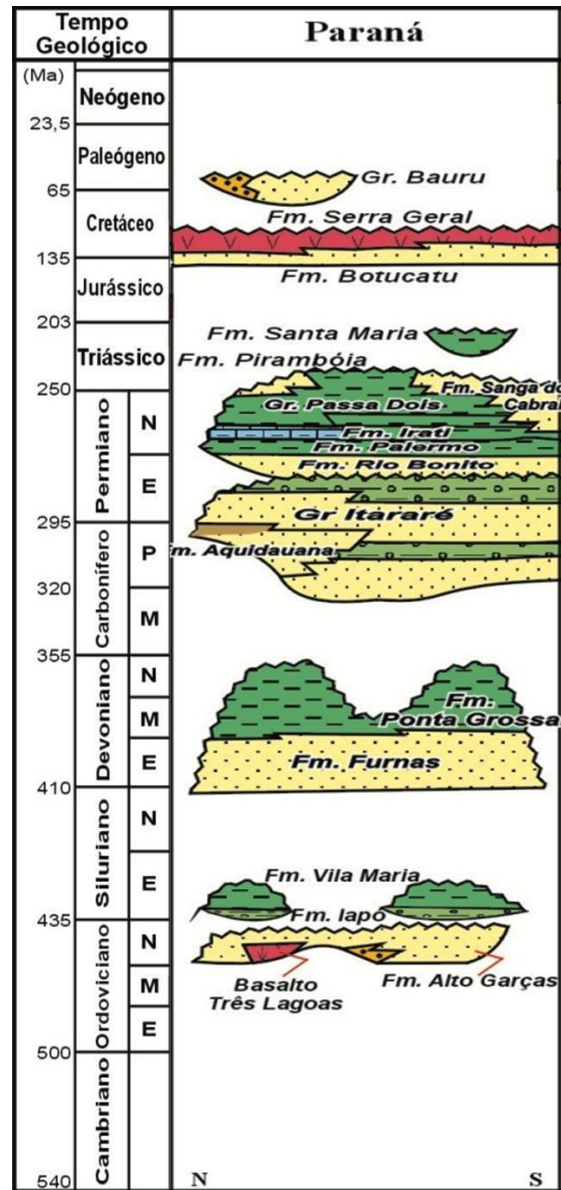 Tempo
Geológico
Paraná
(Ma)
Neógeno
23,5
Paleógeno
Gr. Bauru
65
Fm. Serra Geral
Cretáceo
135
Fm. Botucatu
Jurássico
203
Fm. Santa Maria
Triássico
Fm. Pirambóia
250
Fm. Sanga do
Cabral
Gr. Passa Dois
N
Fm. Irati
Fm. Palermo
Permiano
Fm. Rio Bonito
E
Gr Itararé
295
Fm. Aquidauana
P
Carbonífero
320
M
355
N
Fm.
Ponta Grossa
Devoniano
M
E
Fm. Furnas
410
N
Siluriano
E
Fm. Vila Maria
Fm. Iapó
435
N
Ordoviciano
M
Basalto
Três Lagoas
Fm. Alto Garças
E
500
Cambriano
540
N
S